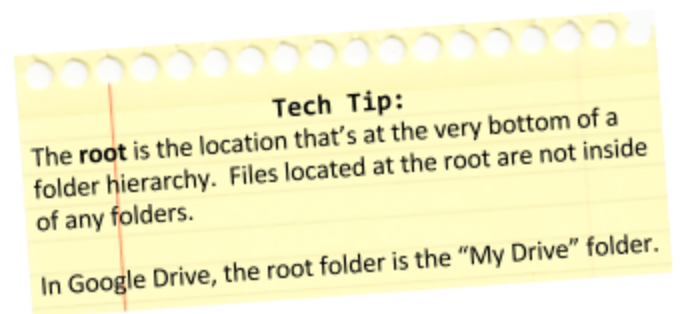 Tech Tip:
The root is the location that's at the very bottom of a
folder hierarchy.  Files located at the root are not inside
of any folders.
In Google Drive, the root folder is the “My Drive” folder.